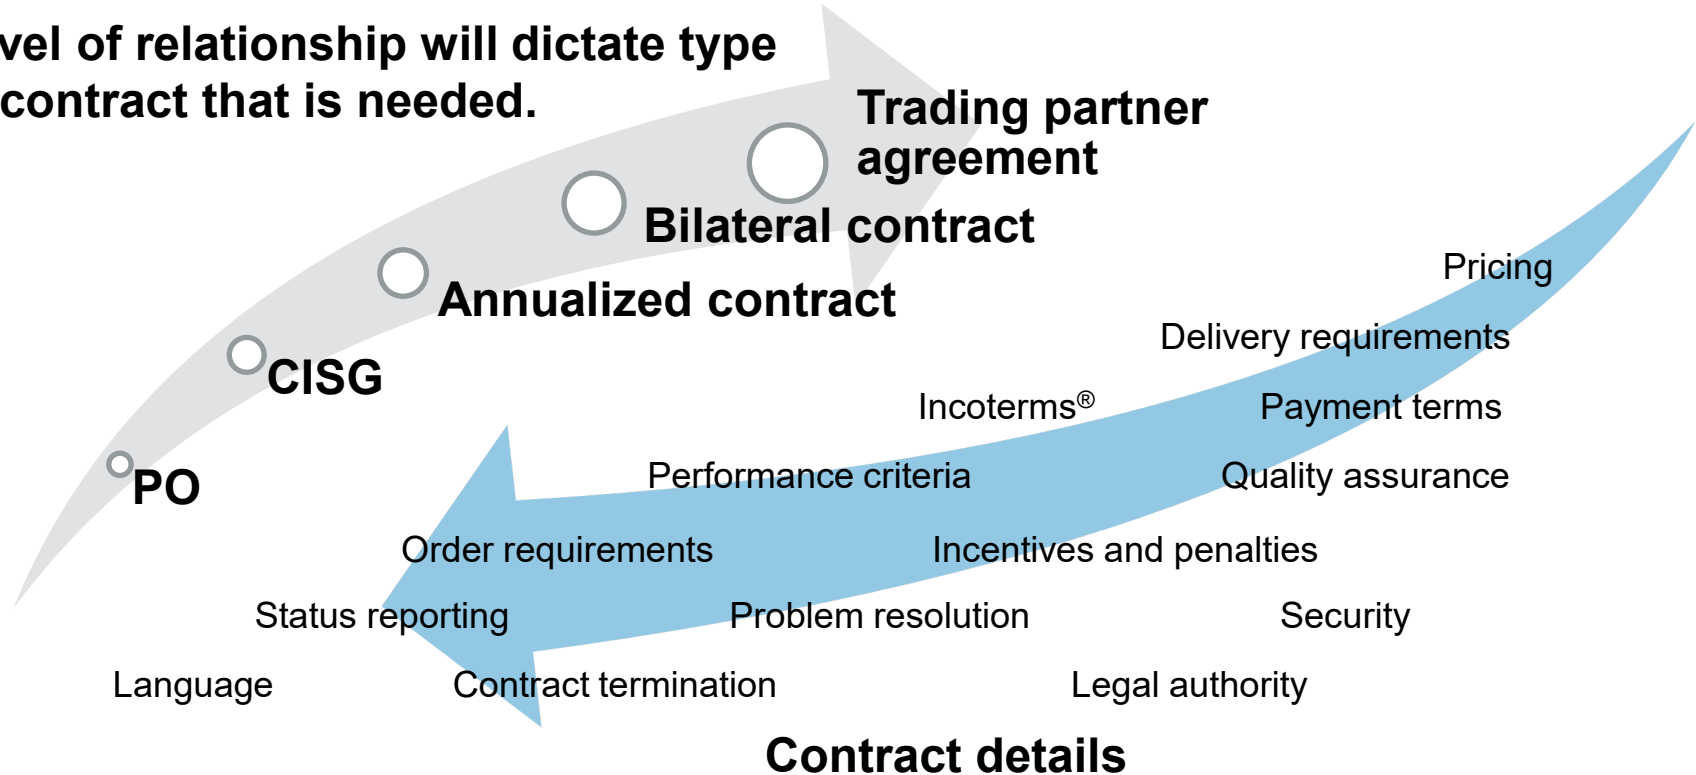 vel of relationship will dictate type
contract that is needed.
Trading partner
agreement
Bilateral contract
Annualized contract
CISG
PO
Pricing
Delivery requirements
Incoterms® Payment terms
Performance criteria Quality assurance
Order requirements Incentives and penalties
Status reporting Problem resolution Security
Language Contract termination Legal authority
Contract details